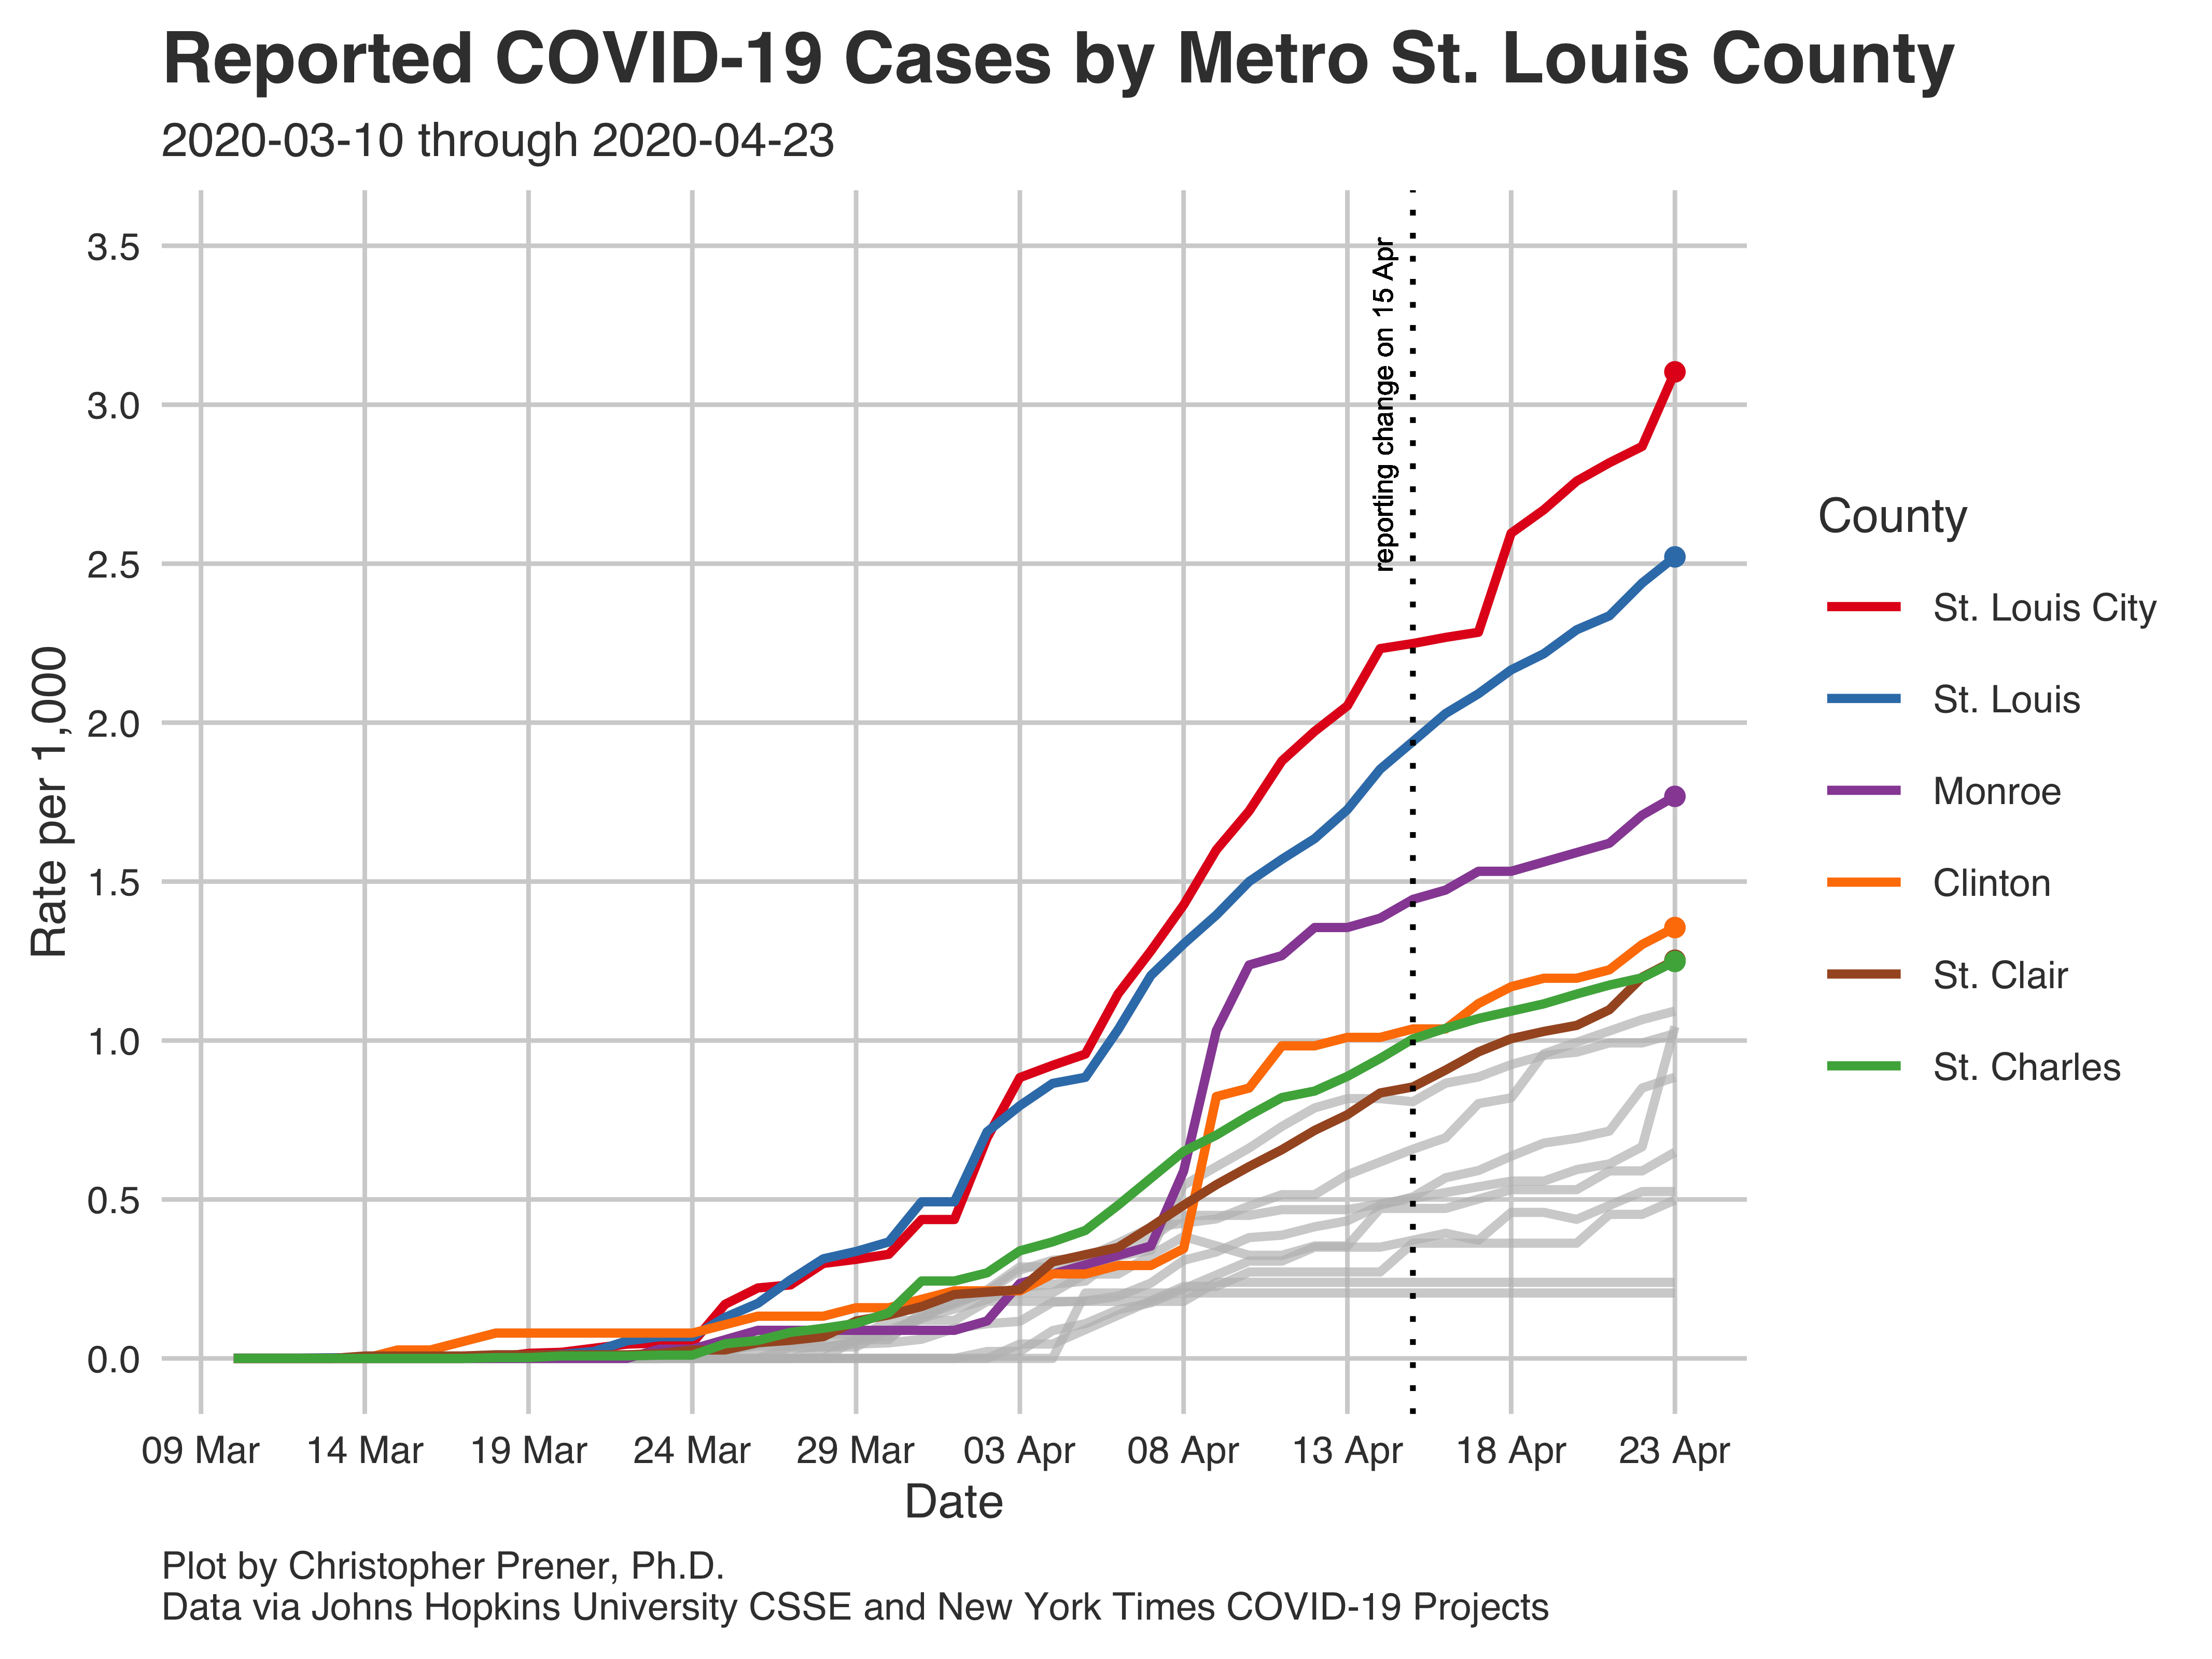 Reported COVID-19 Cases by Metro St. Louis County
2020-03-10 through 2020-04-23
3.5
3.0
2.5
2.0
1.5
1.0
0.5
0.0
Rate per 1,000
reporting change on 15 Apr
County
St. Louis City
St. Louis
Monroe
Clinton
St. Clair
St. Charles
09 Mar
14 Mar
19 Mar
24 Mar
29 Mar
03 Apr
08 Apr
13 Apr
18 Apr
23 Apr
Date
Plot by Christopher Prener, Ph.D.
Data via Johns Hopkins University CSSE and New York Times COVID-19 Projects